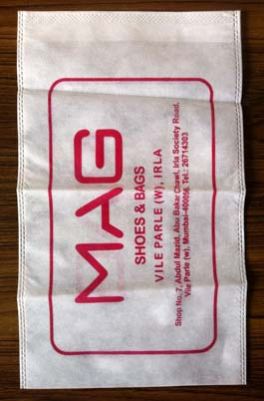 MAG
SHOES & BAGS
VILE PARLE (W), IRLA
Shop No. 7, Abdul Mazid, Abu Bakar Chawl, Irla Society Road,
Vile Parle (w), Mumbai-400056, Tel.: 26714303